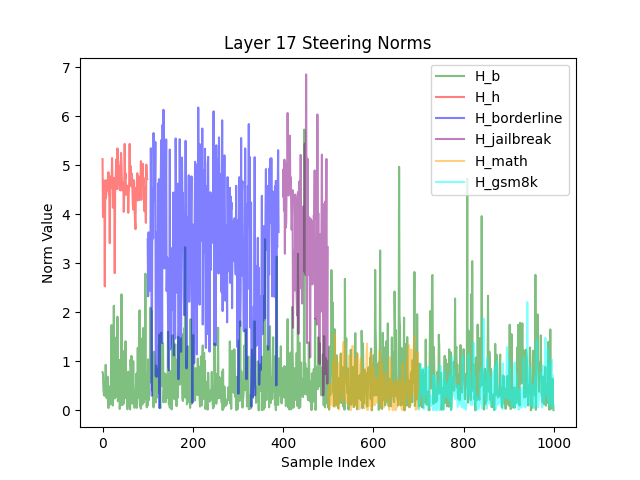 Layer 17 Steering Norms
7
6
5
4
3
2
1
0
Norm Value
H_b
H_h
H_borderline
H_jailbreak
H_math
H_gsm8k
0
200
400
600
800
1000
Sample Index